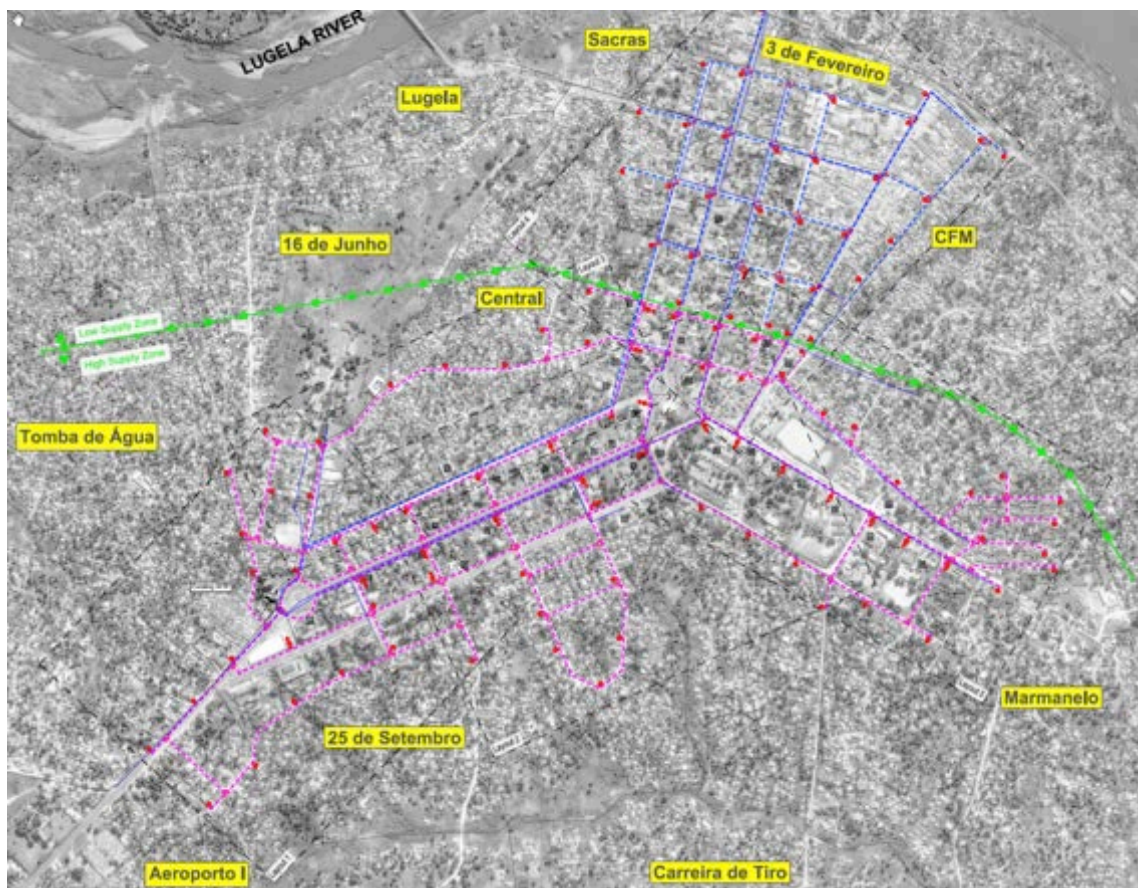 Sacras
3 de Fevereiro
LUGELA RIVER
Lugela
CFM
16 de Junho
Central
Low Supply Zone
High Supply Zone
Tomba de Água
Marmanelo
25 de Setembro
Aeroporto I
Carreira de Tiro